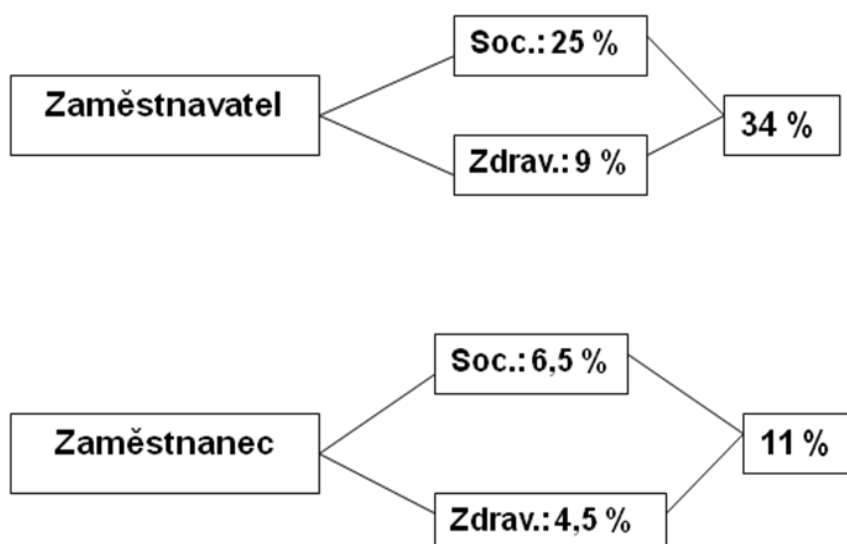 Soc.: 25 %
Zaměstnavatel
34 %
Zdrav.: 9 %
Soc.: 6,5 %
Zaměstnanec
11 %
Zdrav.: 4,5 %